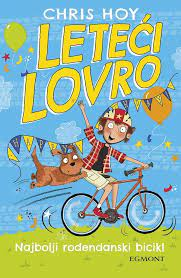 CHRIS HOY
LETEĆI
LOVRO
Najbolji rođendanski bicikl
EGMONT